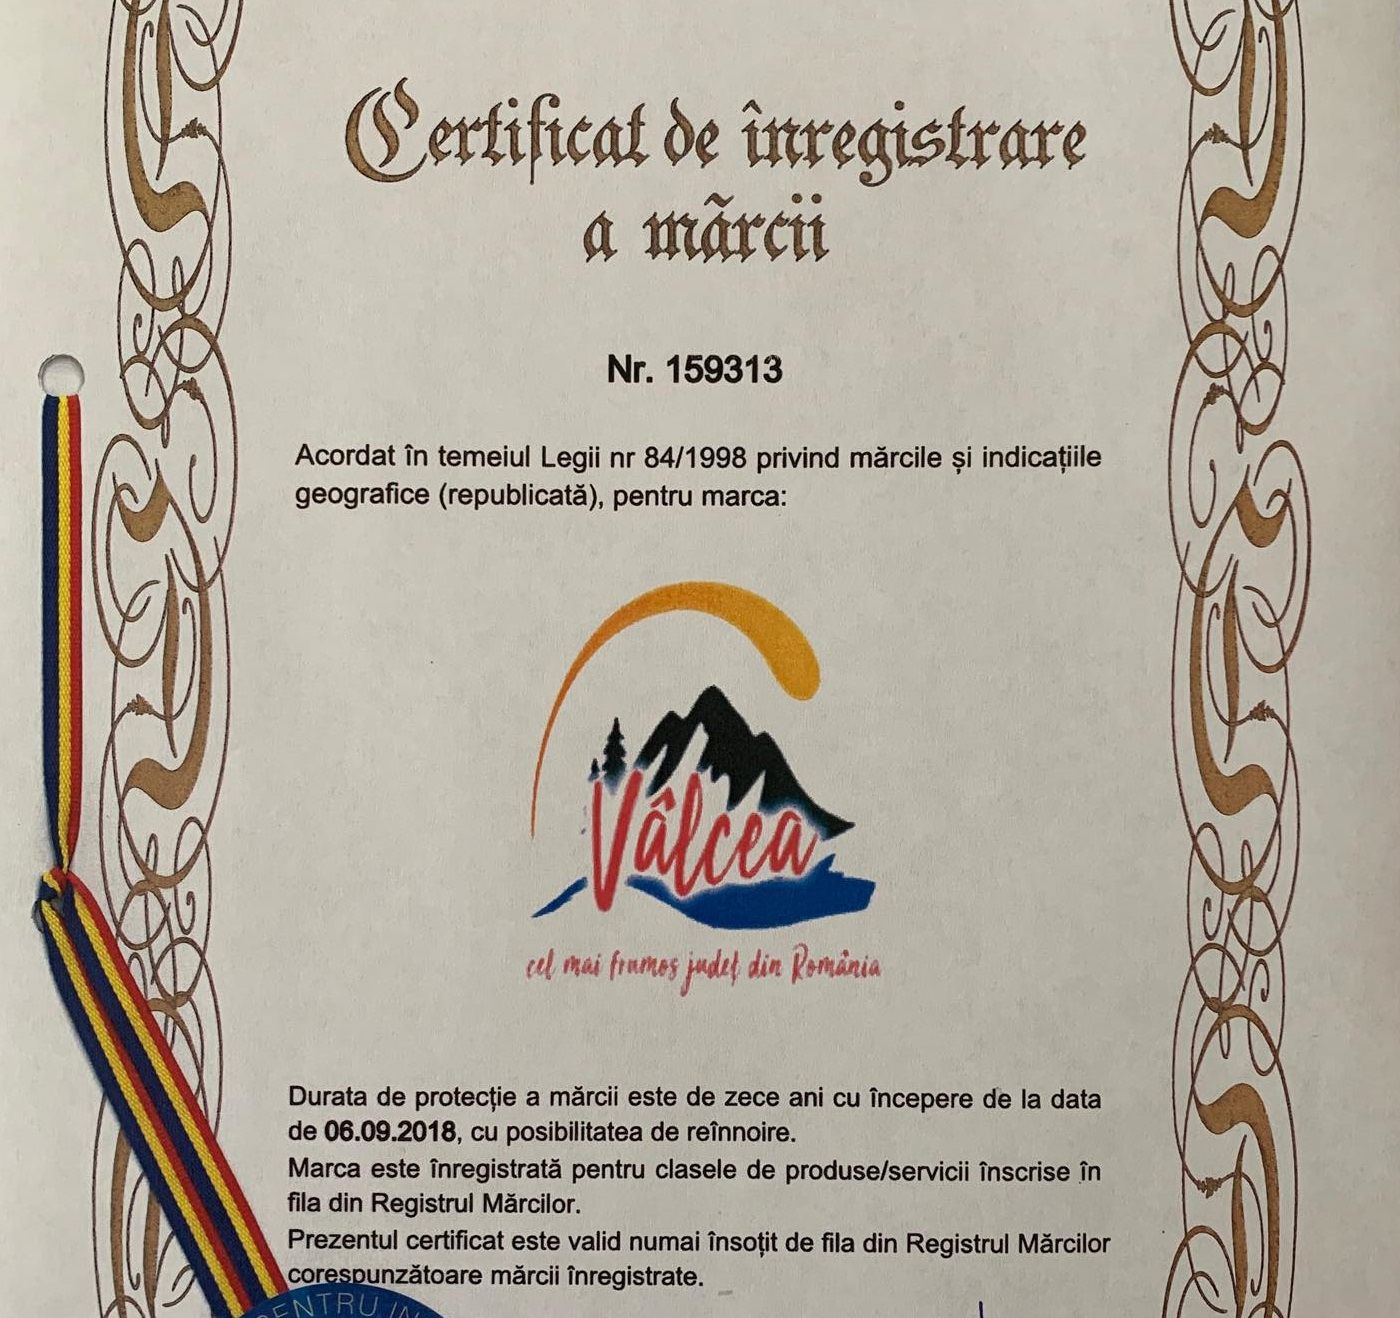 Certificat de înregistrare
a mãrcii
Nr. 159313
Acordat în temeiul Legii nr 84/1998 privind mărcile și indicațiile
geografice (republicată), pentru marca:
Vâlcea
cel mai frumos județ din România
Durata de protecție a mărcii este de zece ani cu începere de la data
de 06.09.2018, cu posibilitatea de reînnoire.
Marca este înregistrată pentru clasele de produse/servicii înscrise în
fila din Registrul Mărcilor.
Prezentul certificat este valid numai însoțit de fila din Registrul Mărcilor
corespunzătoare mărcii înregistrate.
ENTRU IN